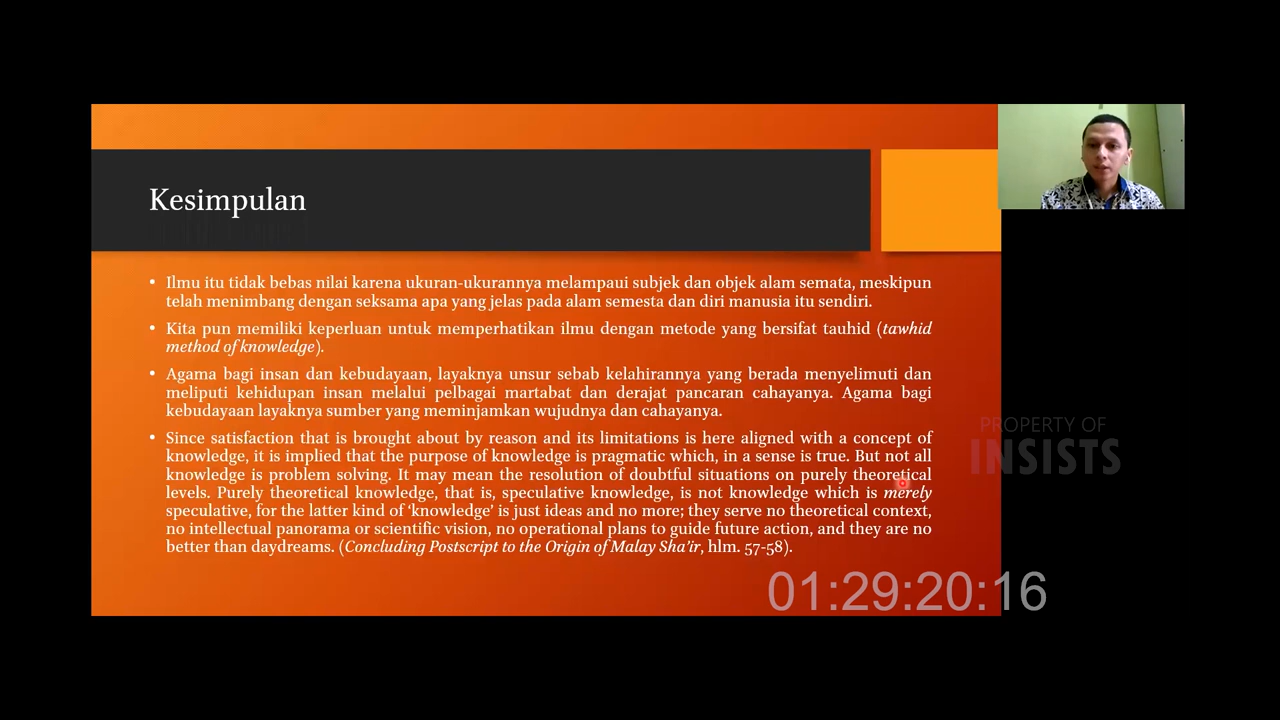 Kesimpulan
• Ilmu itu tidak bebas nilai karena ukuran-ukurannya melampaui subjek dan objek alam semata, meskipun
telah menimbang dengan seksama apa yang jelas pada alam semesta dan diri manusia itu sendiri.
• Kita pun memiliki keperluan untuk memperhatikan ilmu dengan metode yang bersifat tauhid (tawhid
method of knowledge).
• Agama bagi insan dan kebudayaan, layaknya unsur sebab kelahirannya yang berada menyelimuti dan
meliputi kehidupan insan melalui pelbagai martabat dan derajat pancaran cahayanya. Agama bagi
kebudayaan layaknya sumber yang meminjamkan wujudnya dan cahayanya.
• Since satisfaction that is brought about by reason and its limitations is here aligned with a concept of
knowledge, it is implied that the purpose of knowledge is pragmatic which, in a sense is true. But not all
knowledge is problem solving. It may mean the resolution of doubtful situations on purely theoretical
levels. Purely theoretical knowledge, that is, speculative knowledge, is not knowledge which is merely
speculative, for the latter kind of ‘knowledge’ is just ideas and no more; they serve no theoretical context,
no intellectual panorama or scientific vision, no operational plans to guide future action, and they are no
better than daydreams. (Concluding Postscript to the Origin of Malay Sha’ir, hlm. 57-58).
PROPERTY OF
INSISTS
01:29:20:16